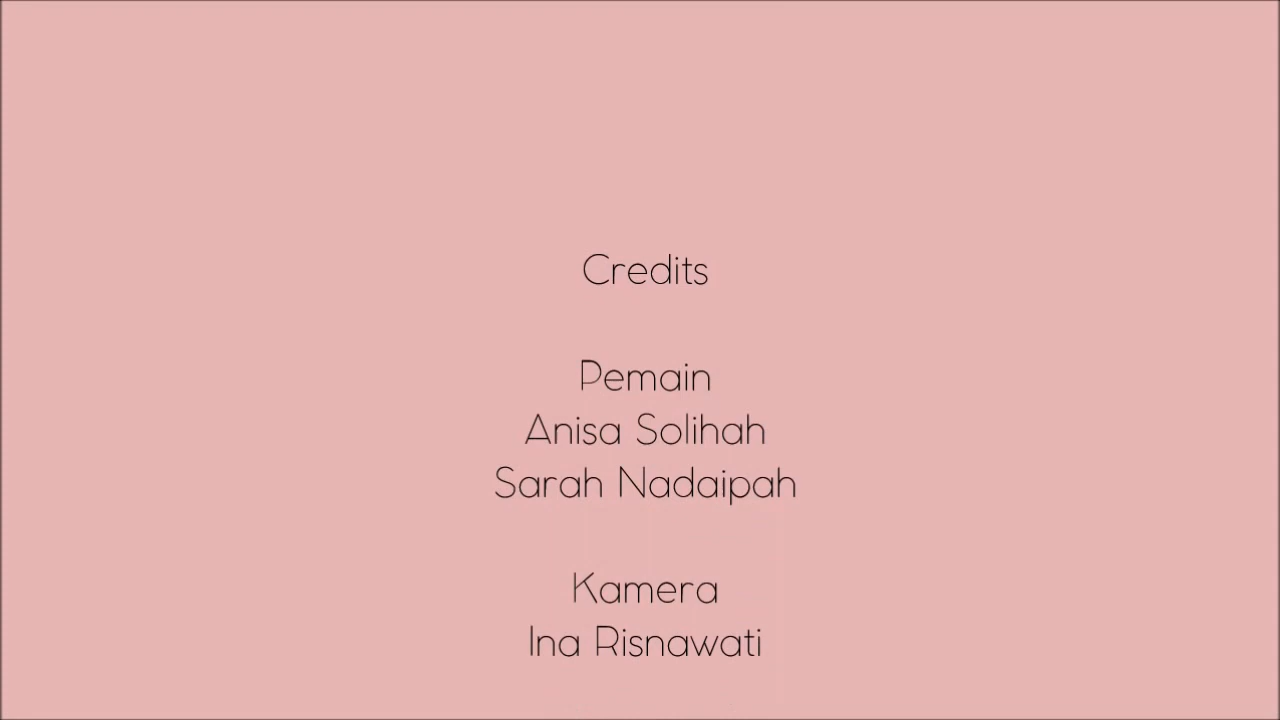 Credits
Pemain
Anisa Solihah
Sarah Nadaipah
Kamera
Ina Risnawati